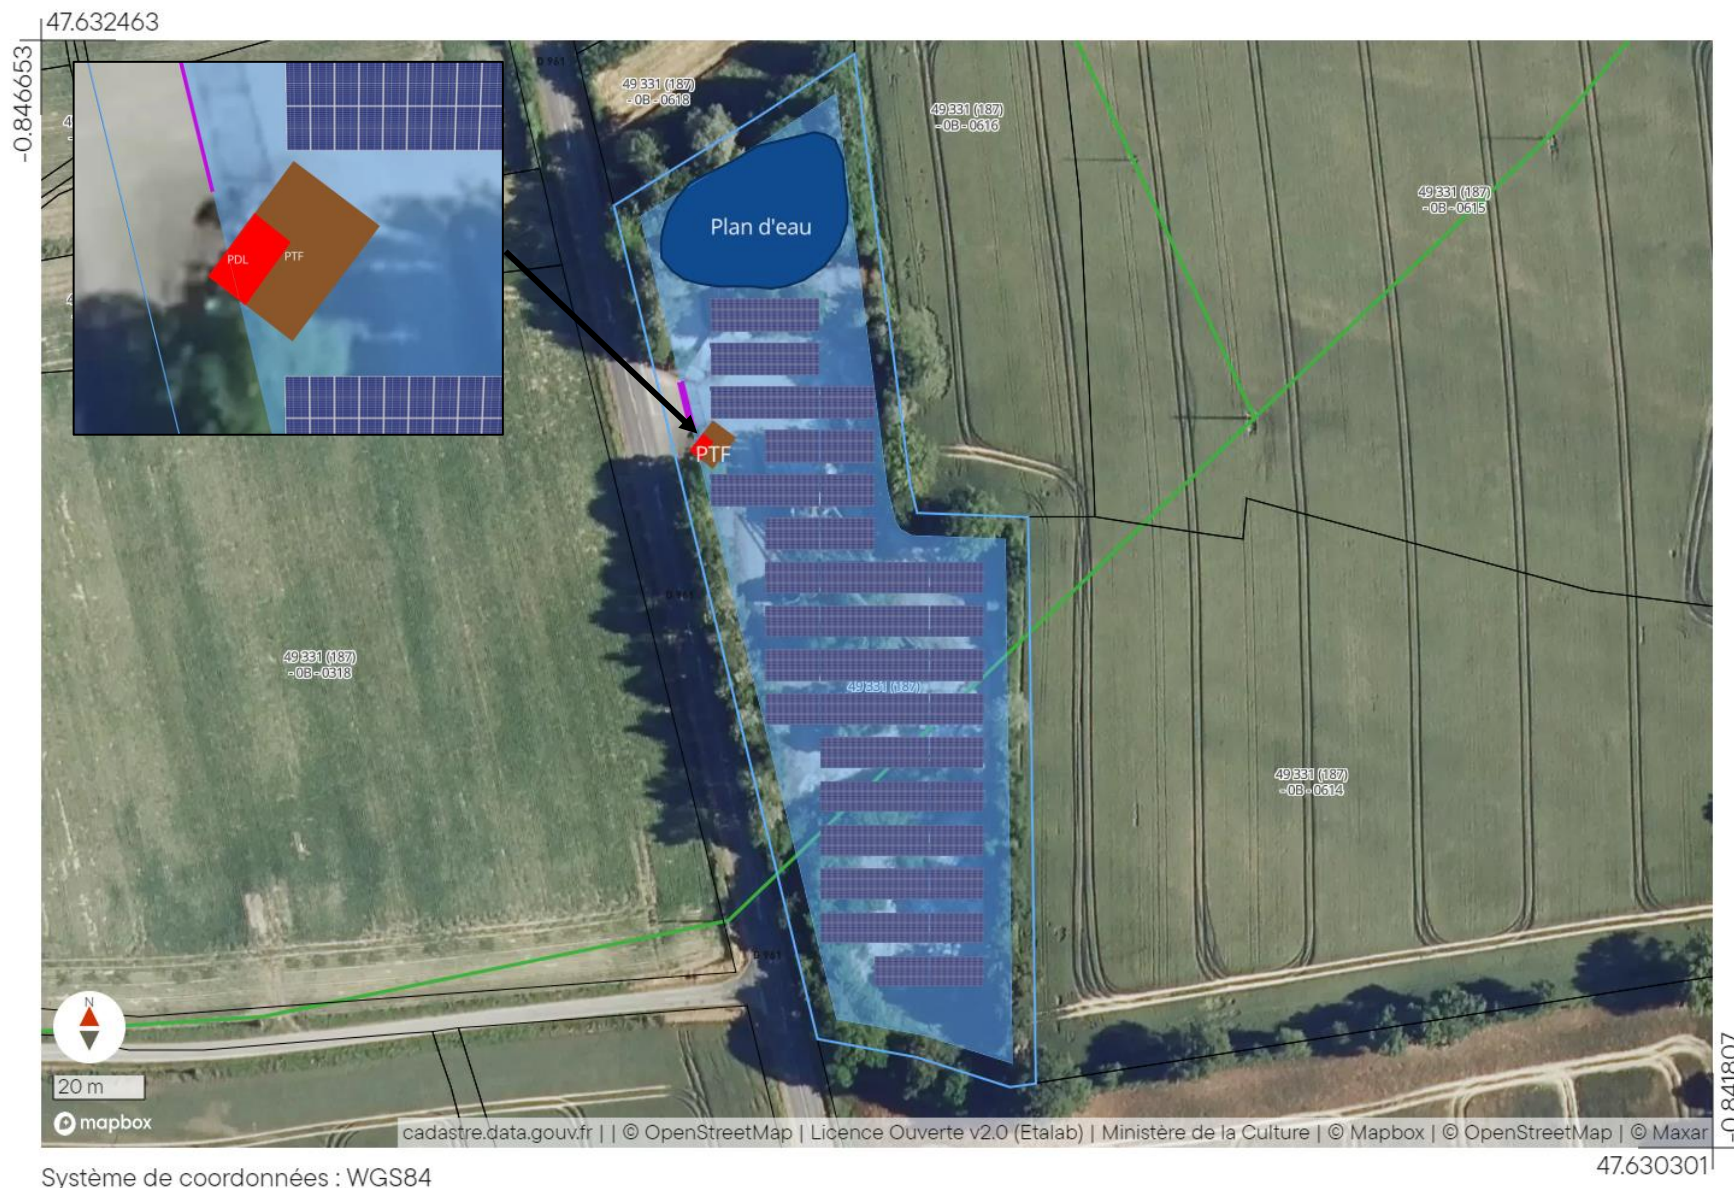 47.632463
-0.846653
D 961
49 331 (187)
- 0B - 0618
49 331 (187)
- 0B - 0616
49 331 (187)
- 0B - 0615
Plan d'eau
PDL
PTF
PTF
D 961
49 331 (187)
- 0B - 0318
49 331 (187)
49 331 (187)
- 0B - 0614
D 961
N
20 m
mapbox
cadastre.data.gouv.fr | | © OpenStreetMap | Licence Ouverte v2.0 (Etalab) | Ministère de la Culture | © Mapbox | © OpenStreetMap | © Maxar
-0.841807
47.630301
Système de coordonnées : WGS84